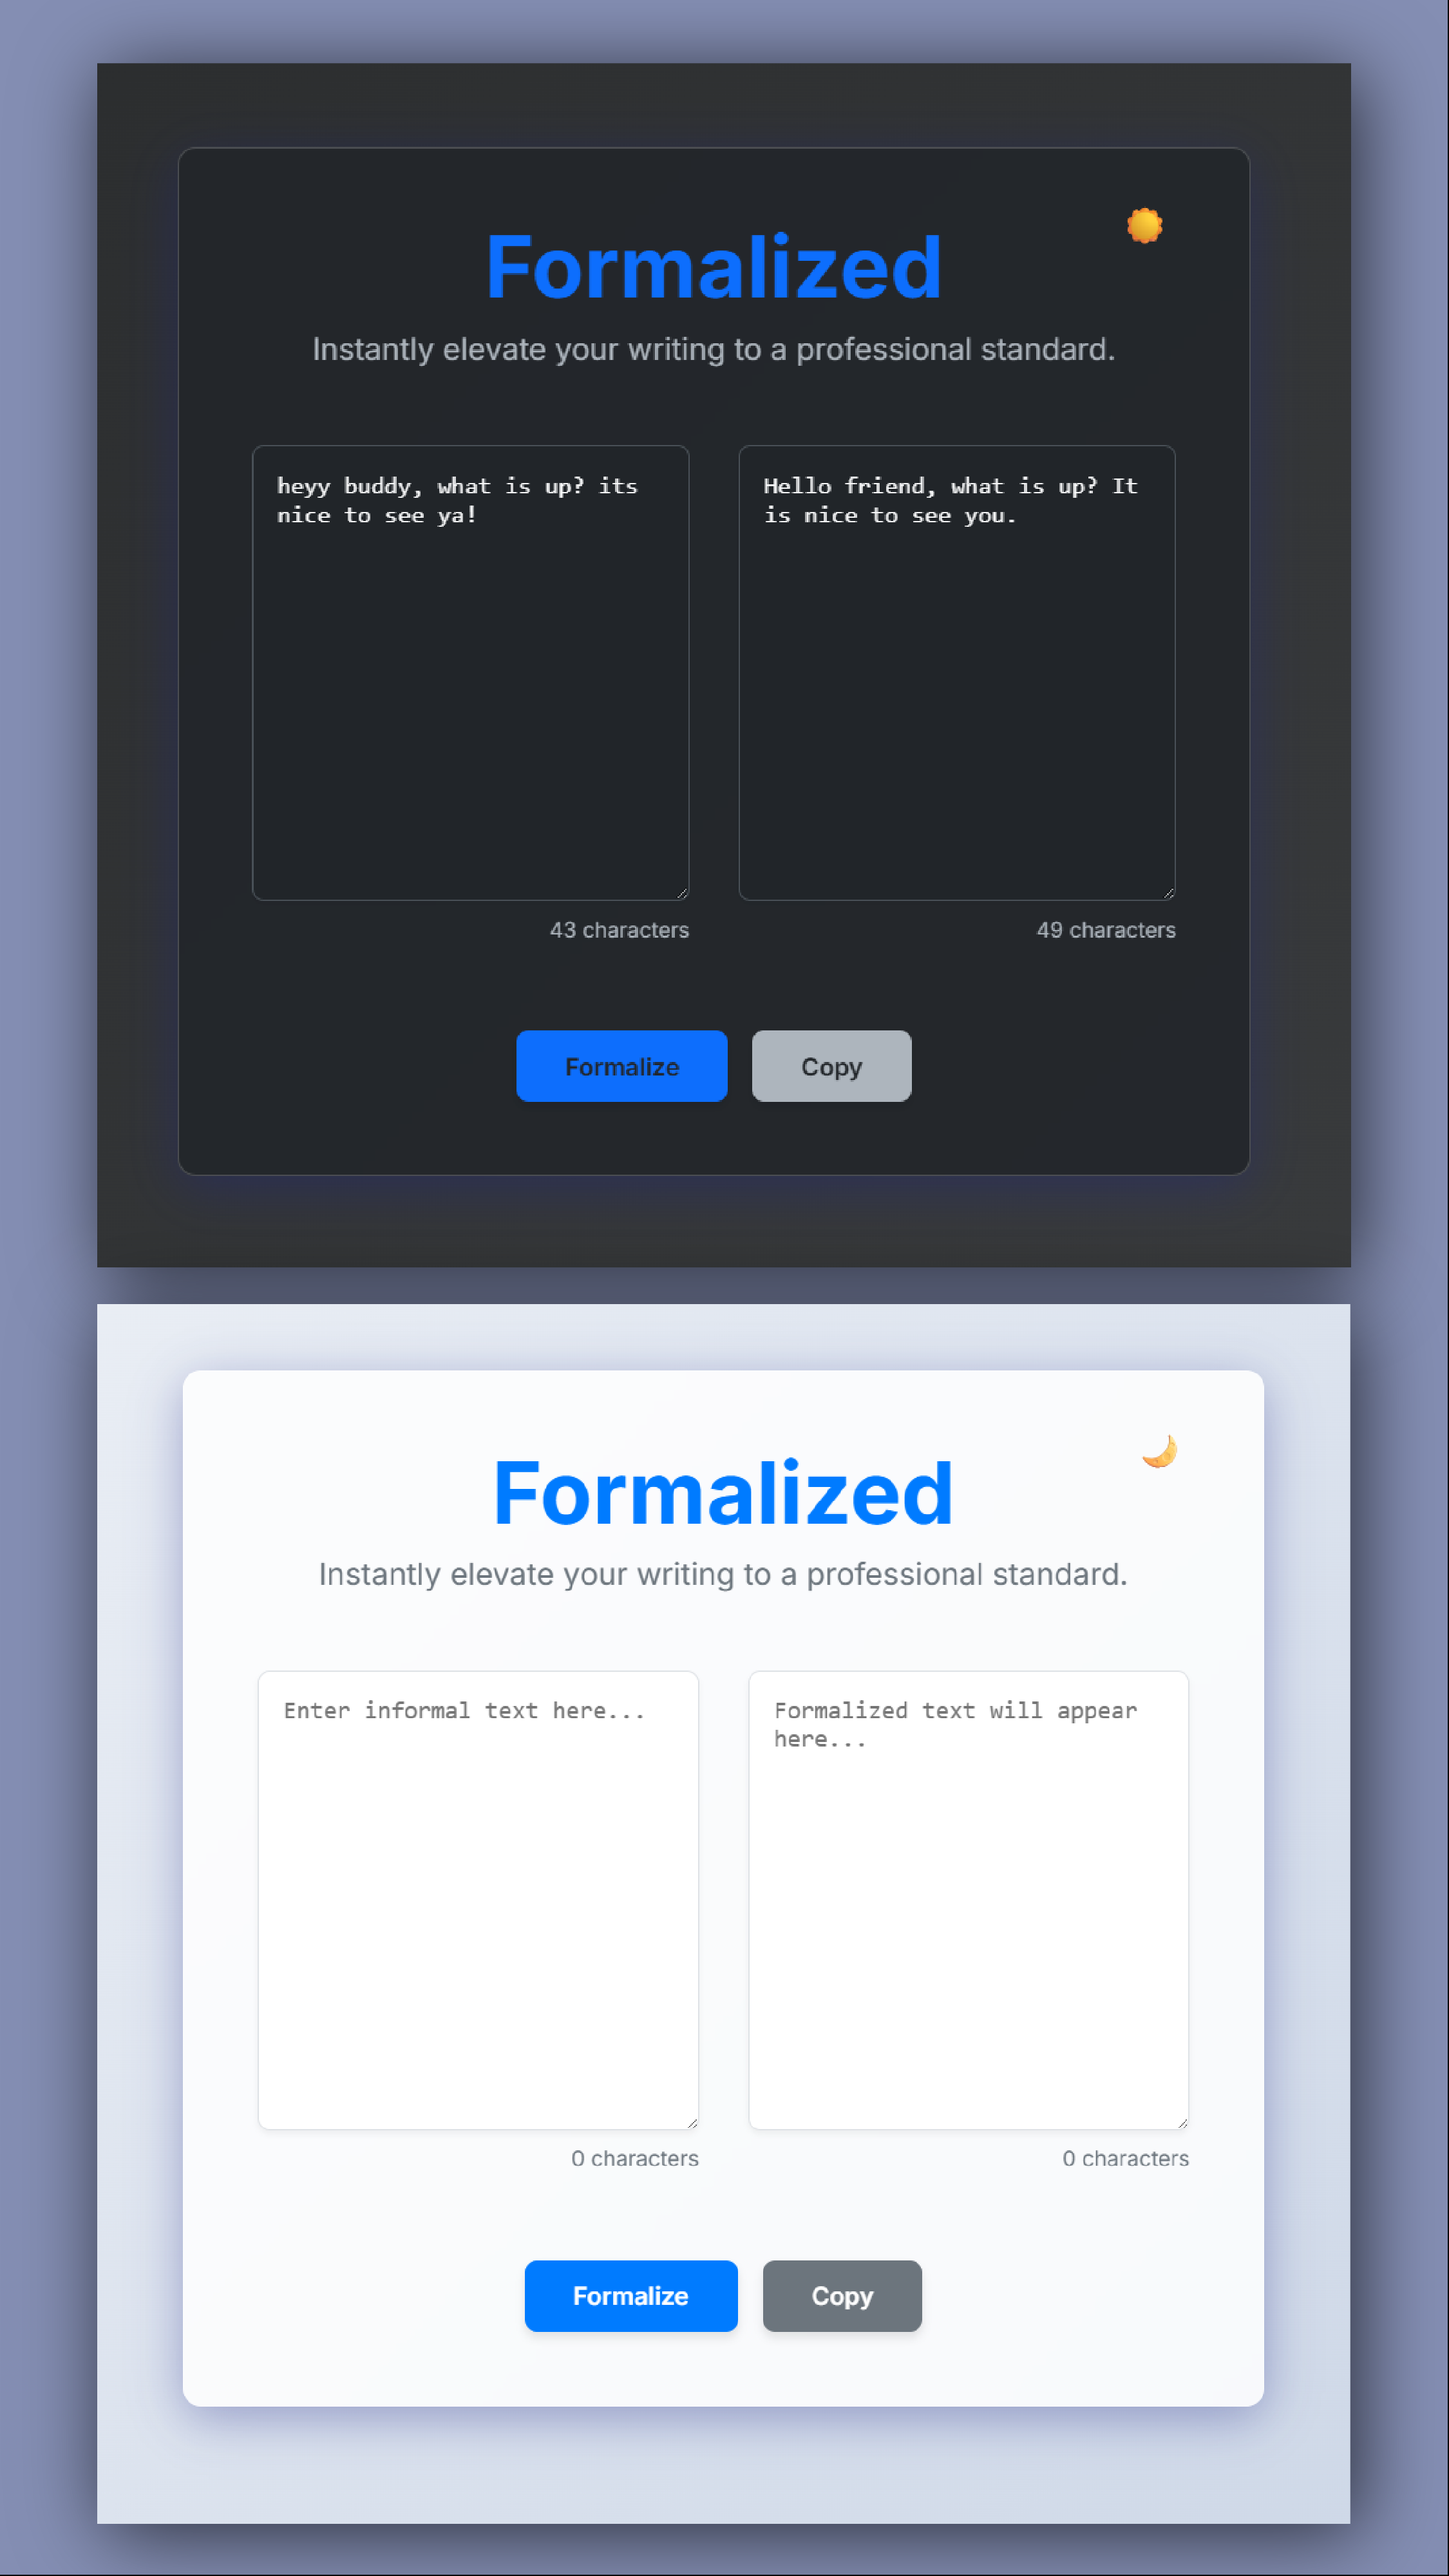 Formalized
Instantly elevate your writing to a professional standard.
heyy buddy, what is up? its
nice to see ya!
Hello friend, what is up? It
is nice to see you.
43 characters
49 characters
Formalize
Copy
Formalized
Instantly elevate your writing to a professional standard.
Enter informal text here...
Formalized text will appear
here...
0 characters
0 characters
Formalize
Copy